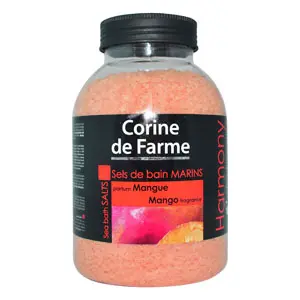 Corine
de Farme
Sels de bain MARINS
parfum Mangue
Mango fragrance
Sea bath SALTS
Harmony